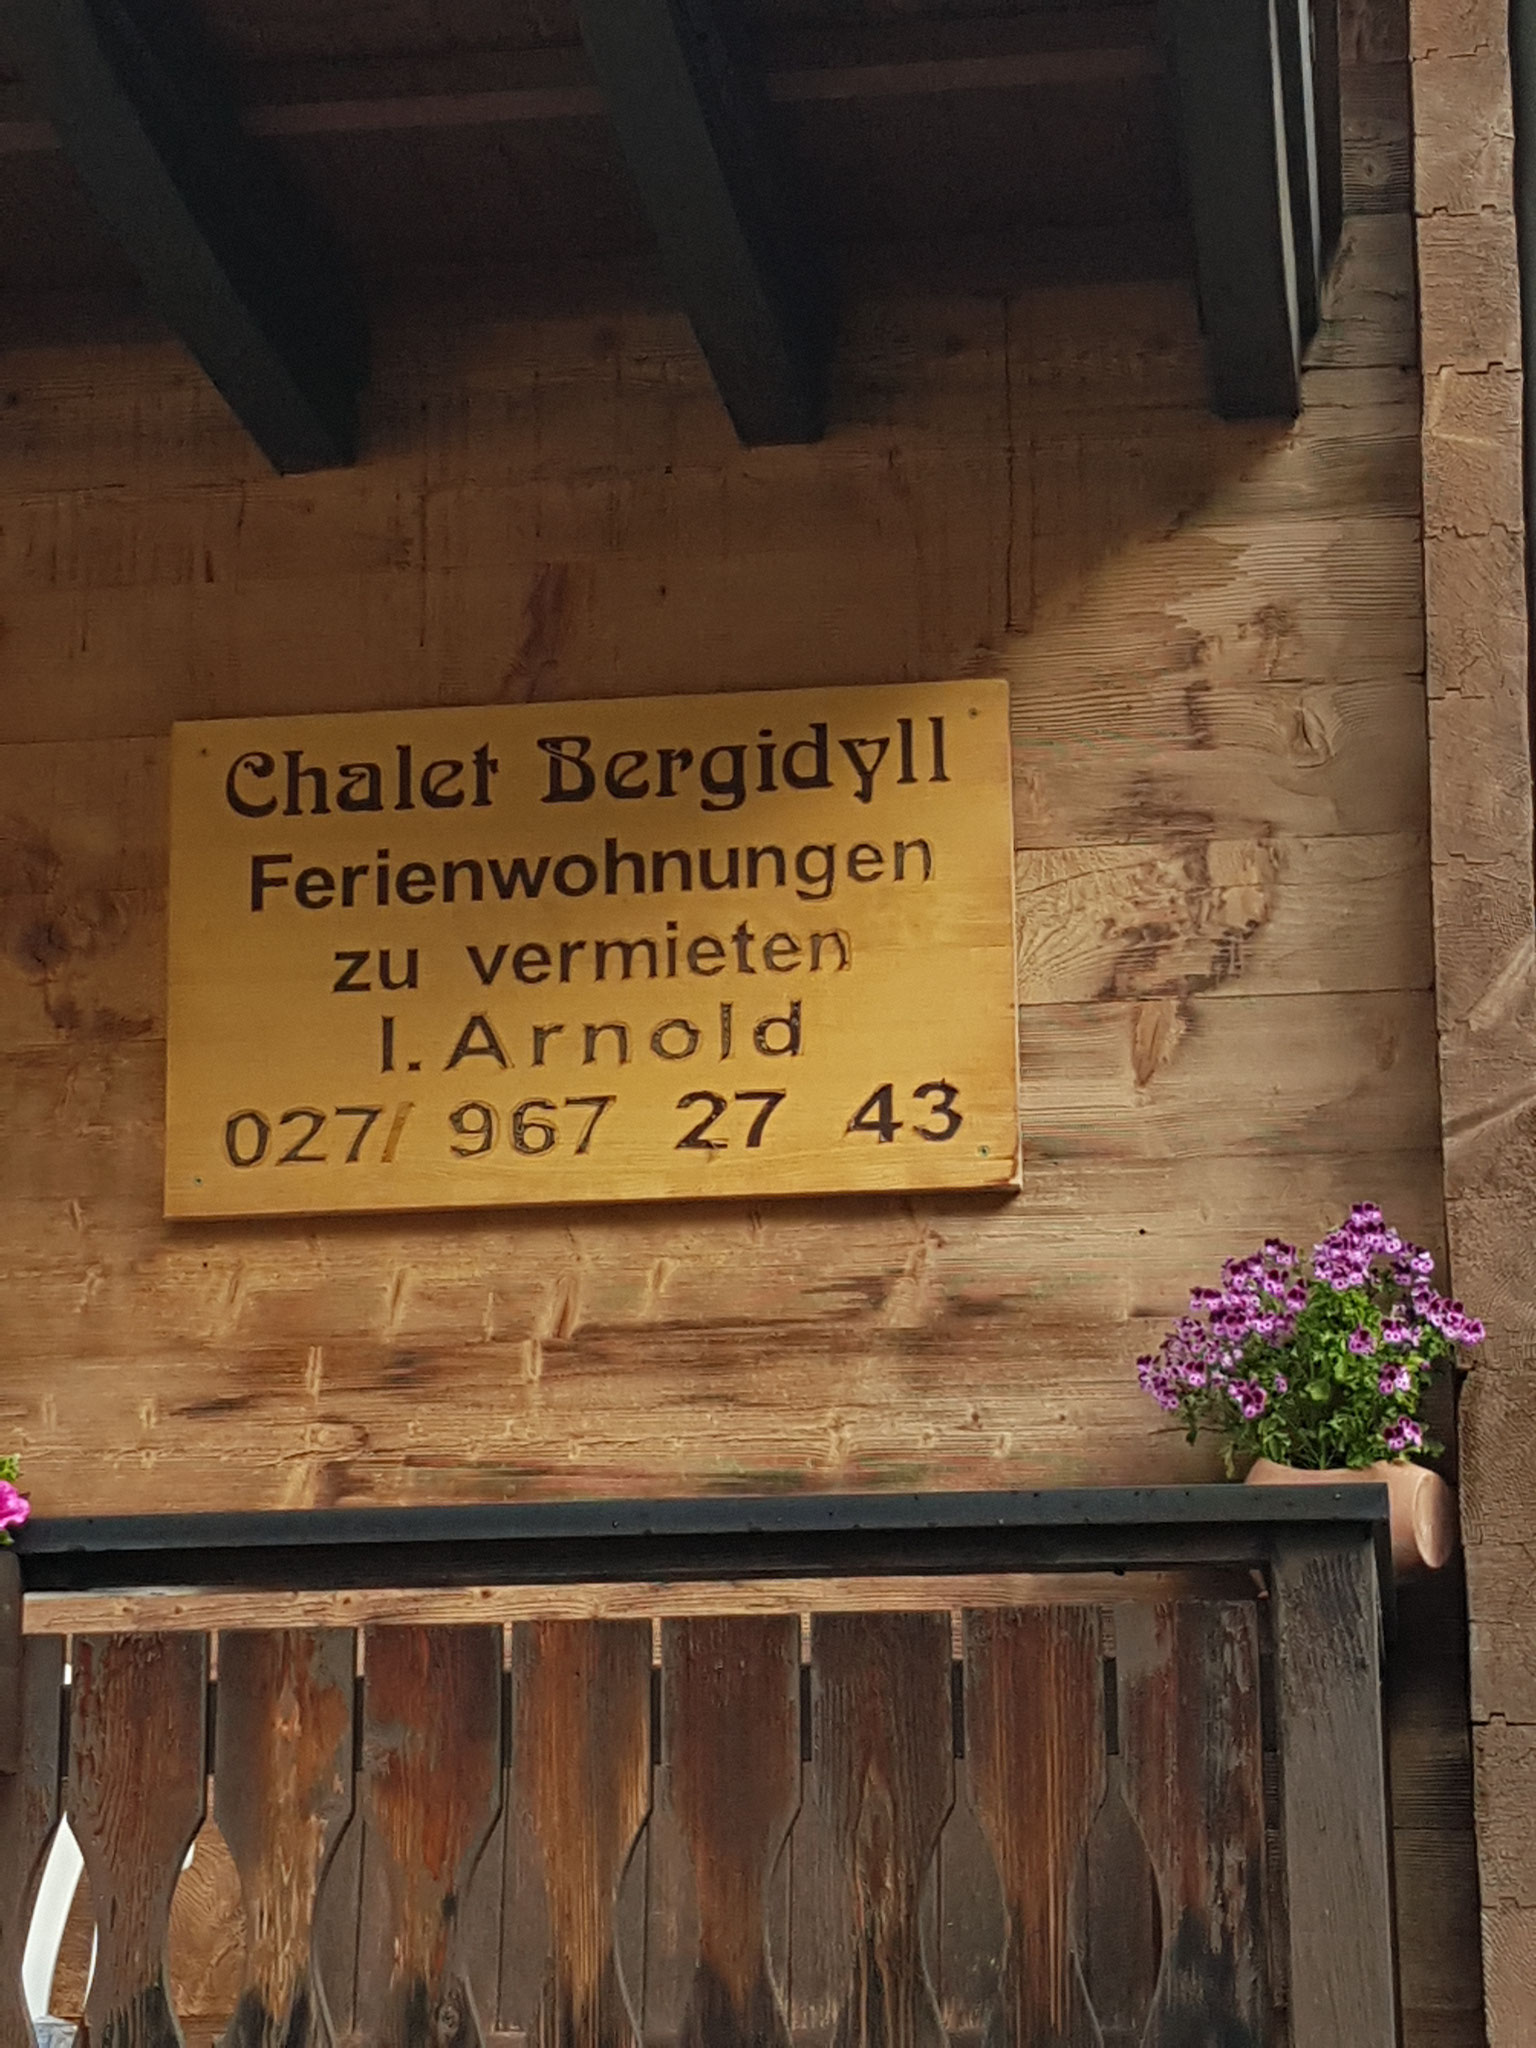 Chalet Bergidyll
Ferienwohnungen
zu vermieten
I. Arnold
027/ 967 27 43